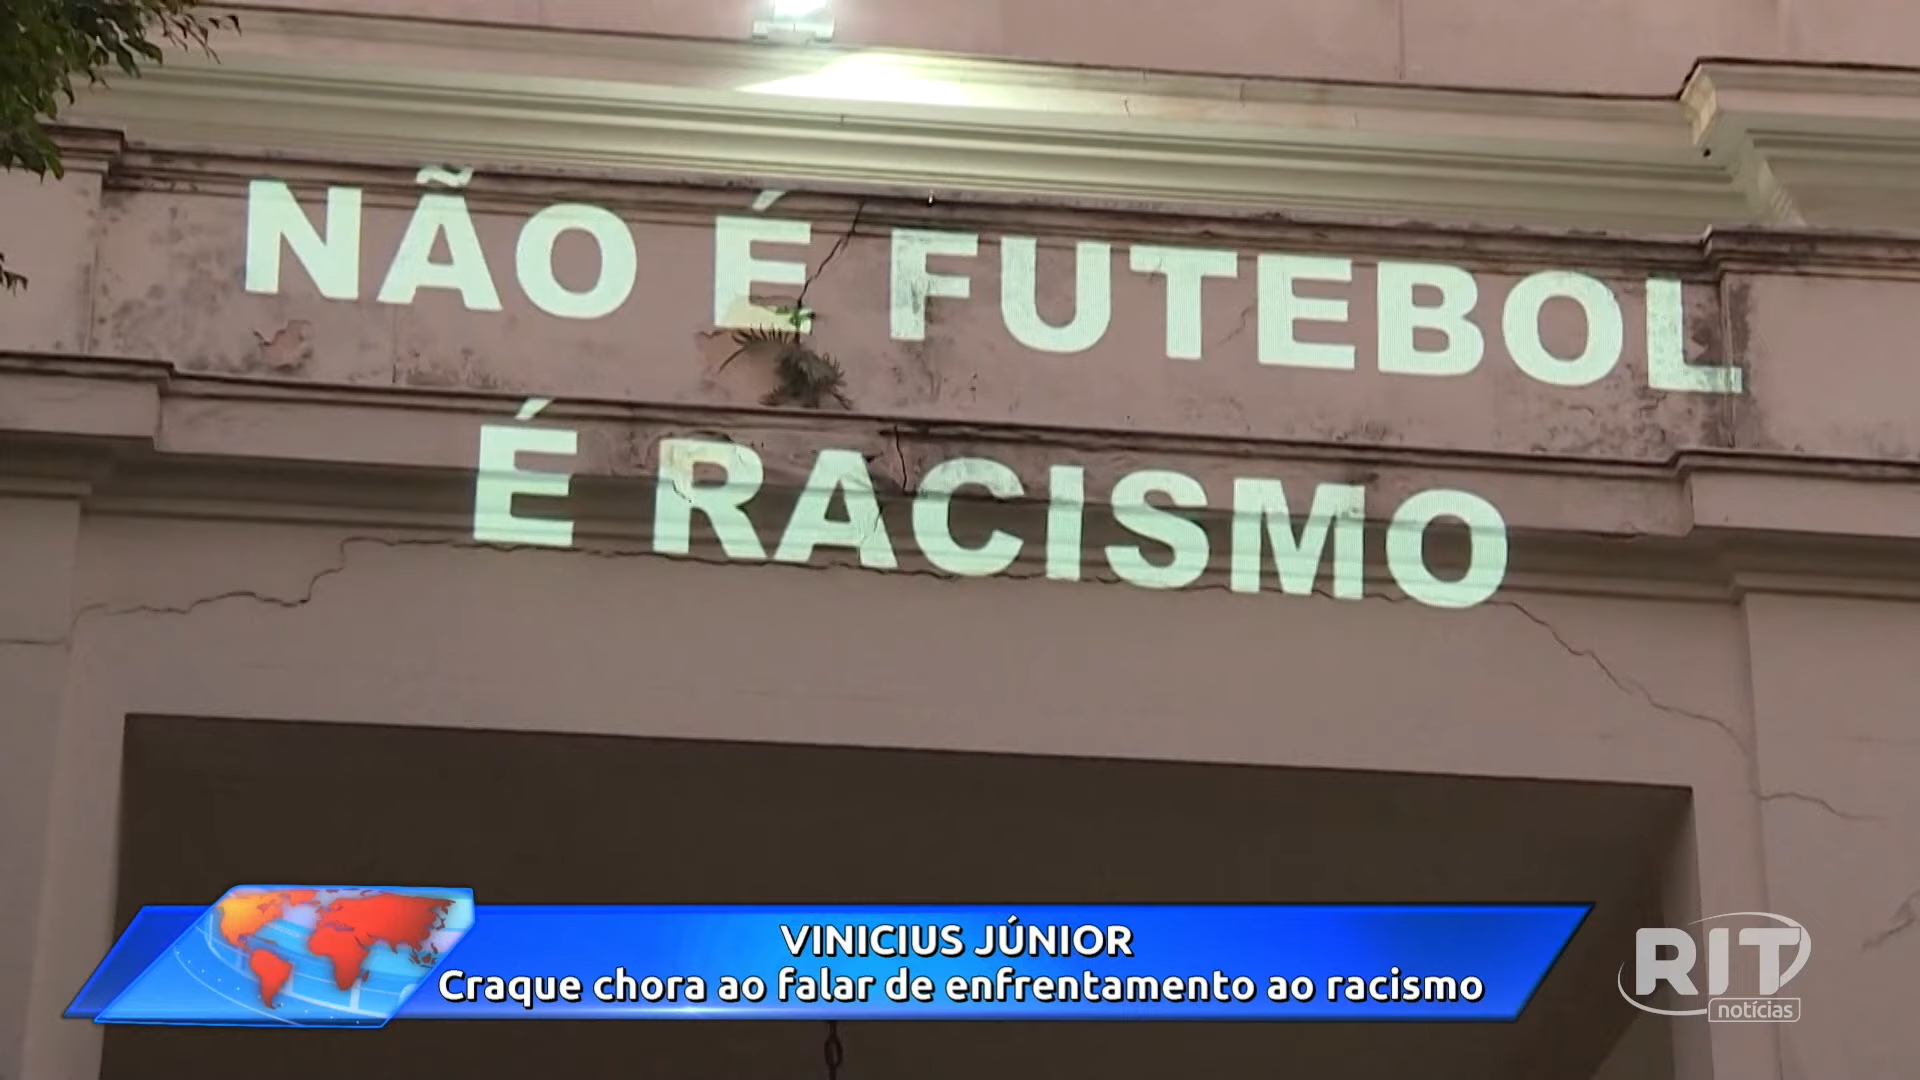 NÃO É FUTEBOL
É RACISMO
VINICIUS JÚNIOR
Craque chora ao falar de enfrentamento ao racismo
RIT
notícias